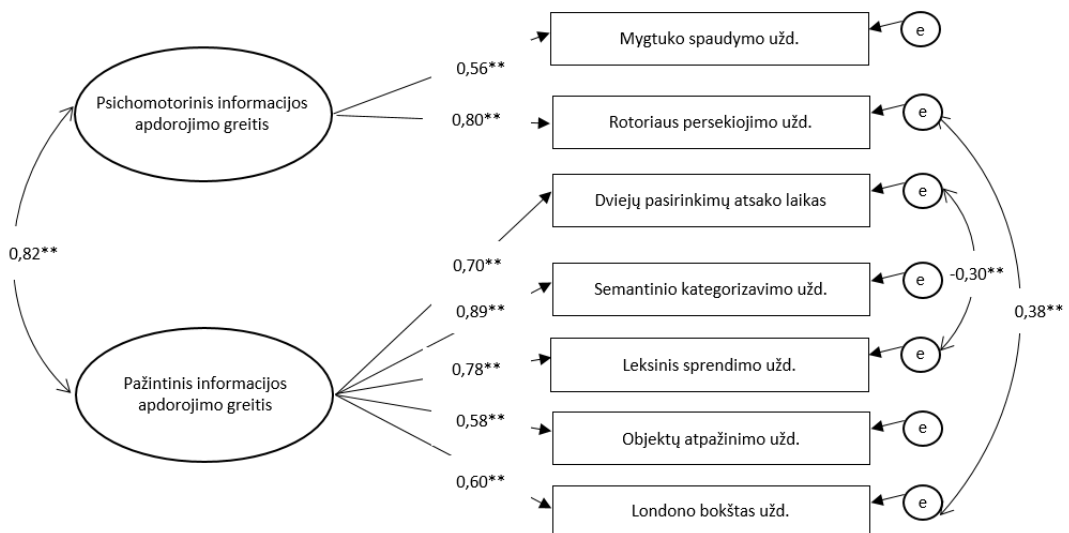 Mygtuko spaudymo užd.
e
0,56**
Psichomotorinis informacijos
apdorojimo greitis
0,80**
Rotoriaus persekiojimo užd.
e
Dviejų pasirinkimų atsako laikas
e
0,82**
0,70**
-0,30**
Semantinio kategorizavimo užd.
e
0,89**
0,38**
Leksinis sprendimo užd.
e
0,78**
Pažintinis informacijos
apdorojimo greitis
0,58**
Objektų atpažinimo užd.
e
0,60**
Londono bokštas užd.
e